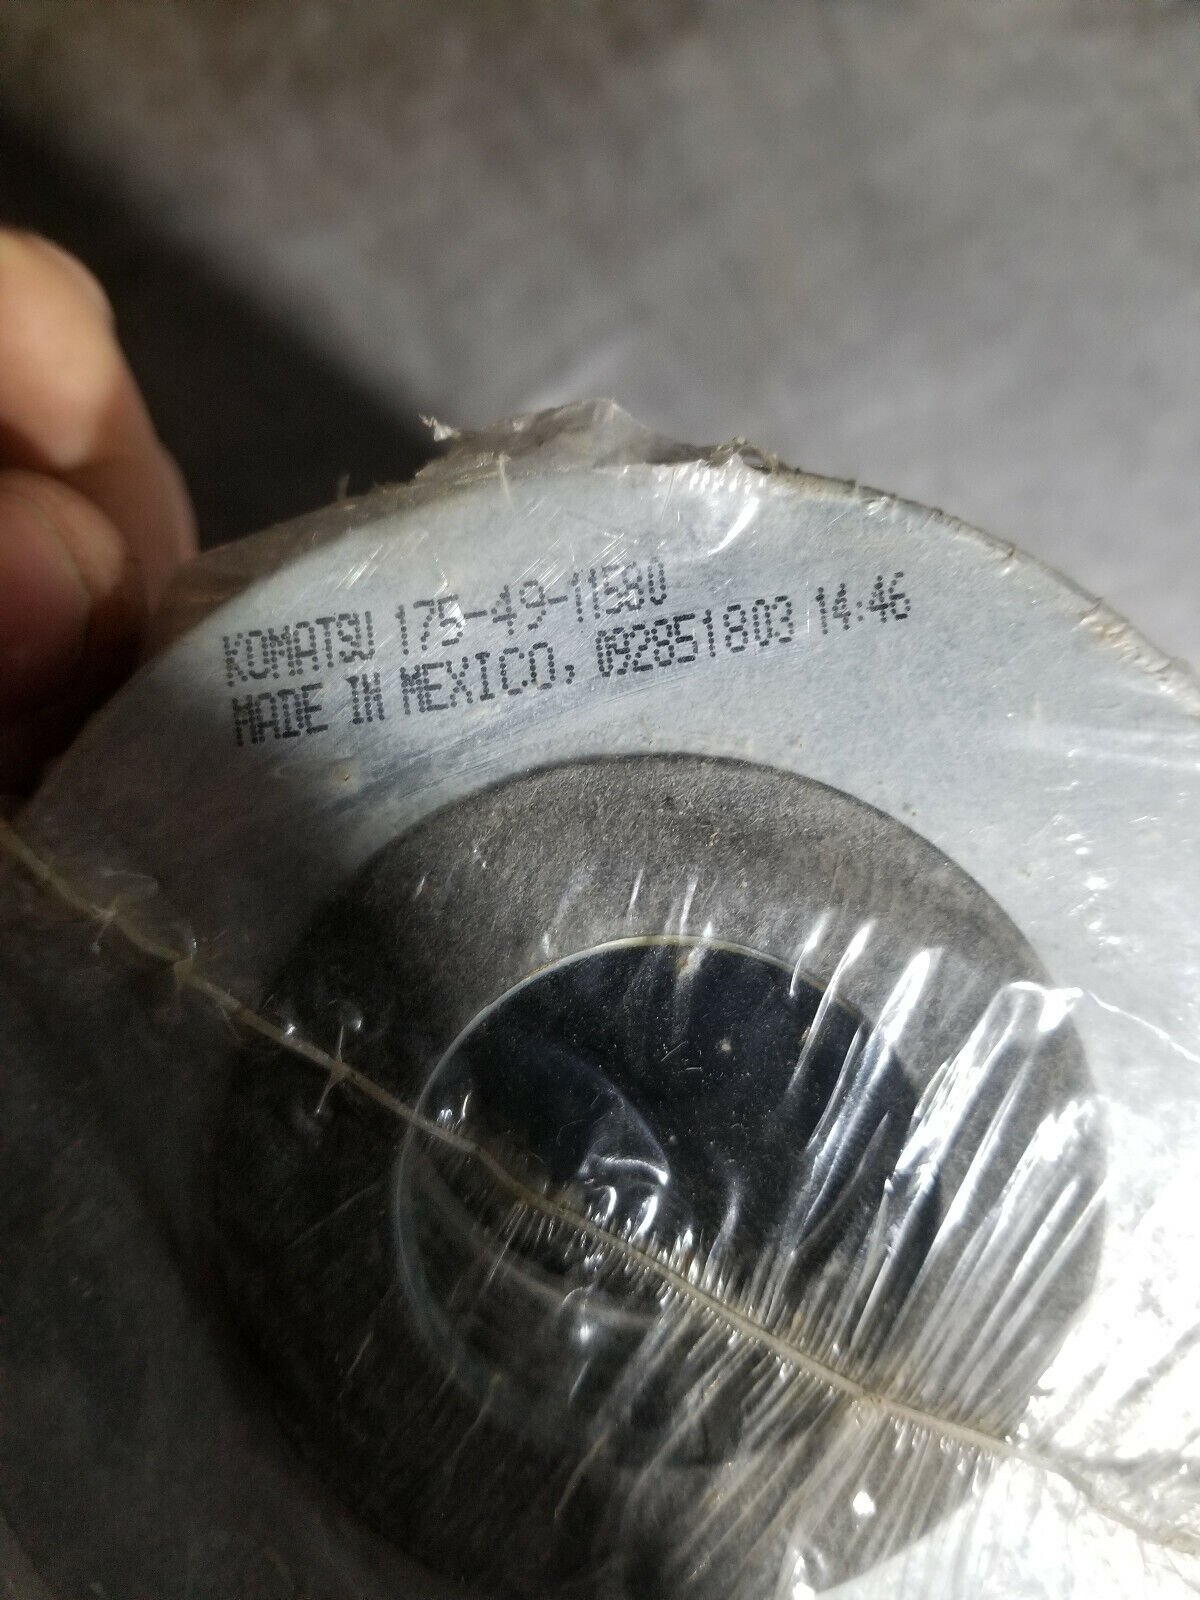 KOMATSU 175-49-11580
MADE IN MEXICO, 092851803 14:46